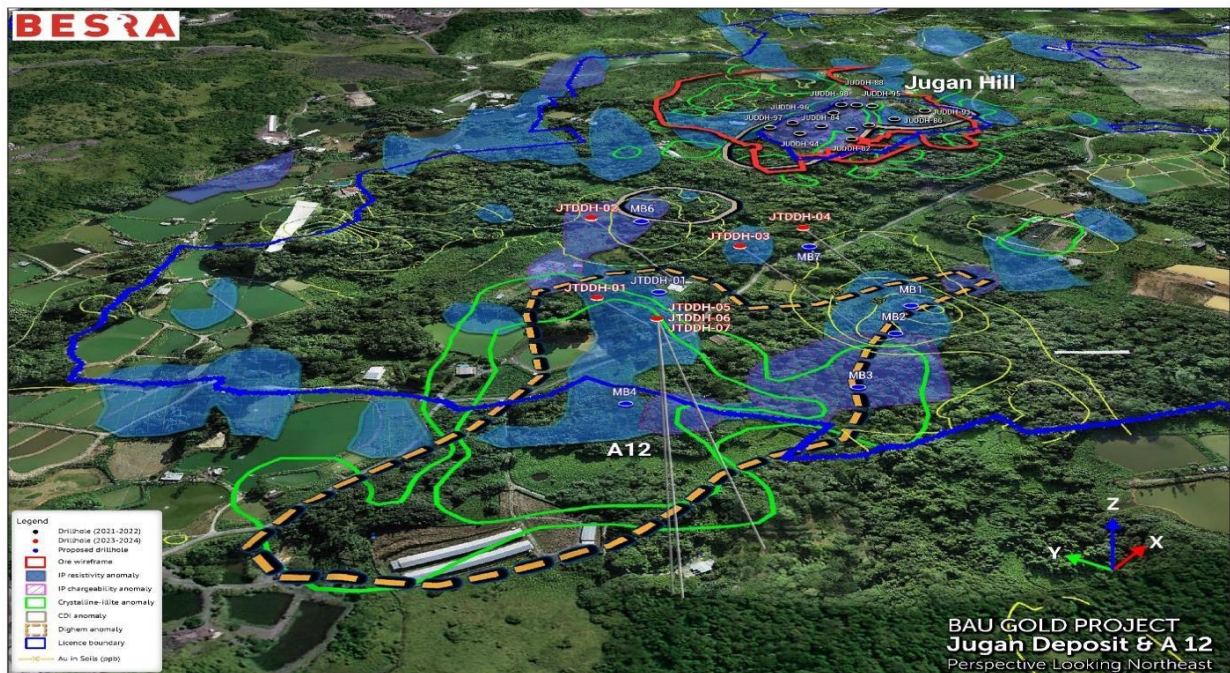 BESRA
Jugan Hill
JUDDH-88
JUDDH-98
JUDDH-95
JUDDH-96
JUDDH-93
JUDDH-97
JUDDH-84
JUDDH-86
JUDDH-94
JUDDH-82
JTDDH-02
MB6
JTDDH-04
JTDDH-03
MB7
JTDDH-01
JTDDH-01
MB1
JTDDH-05
JTDDH-06
JTDDH-07
MB2
MB3
MB4
A12
Legend
Drillhole (2021-2022)
Drillhole (2023-2024)
Proposed drillhole
Ore wireframe
IP resistivity anomaly
IP chargeability anomaly
Crystalline-illite anomaly
CDI anomaly
Dighem anomaly
Licence boundary
Au in Soils (ppb)
Z
Y
X
BAU GOLD PROJECT
Jugan Deposit & A 12
Perspective Looking Northeast